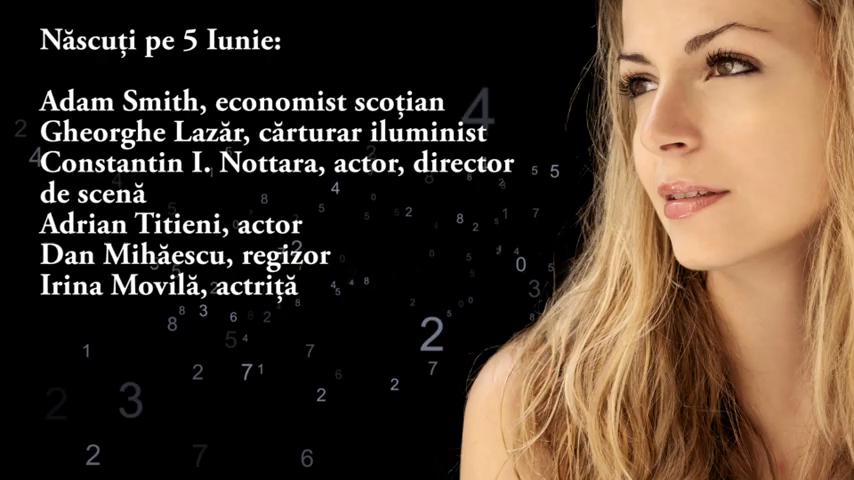 Născuți pe 5 Iunie:
Adam Smith, economist scoțian
Gheorghe Lazăr, cărturar iluminist
Constantin I. Nottara, actor, director
de scenă
Adrian Titieni, actor
Dan Mihăescu, regizor
Irina Movilă, actriță